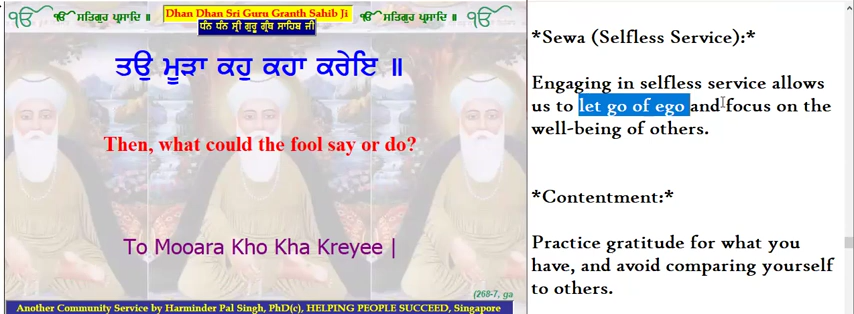 ੴ ਸਤਿਗੁਰ ਪ੍ਰਸਾਦਿ ॥
Dhan Dhan Sri Guru Granth Sahib Ji
ੴ ਸਤਿਗੁਰ ਪ੍ਰਸਾਦਿ ॥
ੴ
ਧੰਨ ਧੰਨ ਸ੍ਰੀ ਗੁਰੂ ਗ੍ਰੰਥ ਸਾਹਿਬ ਜੀ
ਤਉ ਮੂੜਾ ਕਹੁ ਕਹਾ ਕਰੇਇ ॥
Then, what could the fool say or do?
To Mooara Kho Kha Kreyee |
(268-7, ga
Another Community Service by Harminder Pal Singh, PhD(c), HELPING PEOPLE SUCCEED, Singapore
*Sewa (Selfless Service):*
Engaging in selfless service allows
us to let go of ego and focus on the
well-being of others.
*Contentment:*
Practice gratitude for what you
have, and avoid comparing yourself
to others.